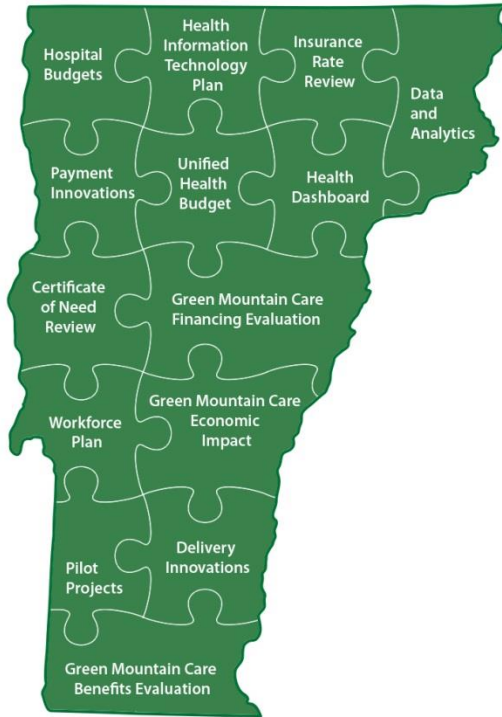 Hospital
Budgets
Health
Information
Technology
Plan
Insurance
Rate
Review
Data
and
Analytics
Payment
Innovations
Unified
Health
Budget
Health
Dashboard
Certificate
of Need
Review
Green Mountain Care
Financing Evaluation
Workforce
Plan
Green Mountain Care
Economic
Impact
Pilot
Projects
Delivery
Innovations
Green Mountain Care
Benefits Evaluation